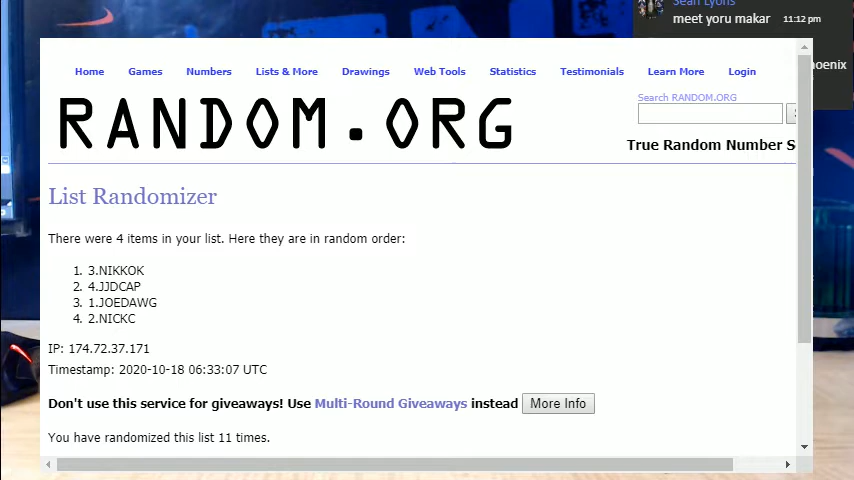 Sean Lyons
meet yoru makar 11:12 pm
hoenix
Home Games Numbers Lists & More Drawings Web Tools Statistics Testimonials Learn More Login
RANDOM.ORG
Search RANDOM.ORG
True Random Number S
List Randomizer
There were 4 items in your list. Here they are in random order:
1. 3.NIKKOK
2. 4.JJDCAP
3. 1.JOEDAWG
4. 2.NICKC
IP: 174.72.37.171
Timestamp: 2020-10-18 06:33:07 UTC
Don't use this service for giveaways! Use Multi-Round Giveaways instead More Info
You have randomized this list 11 times.